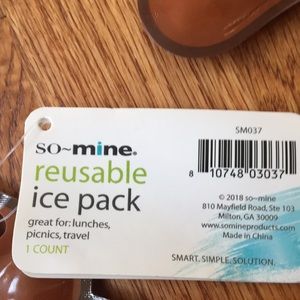 so~mine®
reusable
ice pack
great for: lunches,
picnics, travel
1 COUNT
SM037
8 10748 03037
© 2018 so~mine
810 Mayfield Road, Ste 103
Milton, GA 30009
www.somineproducts.com
Made in China
SMART. SIMPLE. SOLUTION.